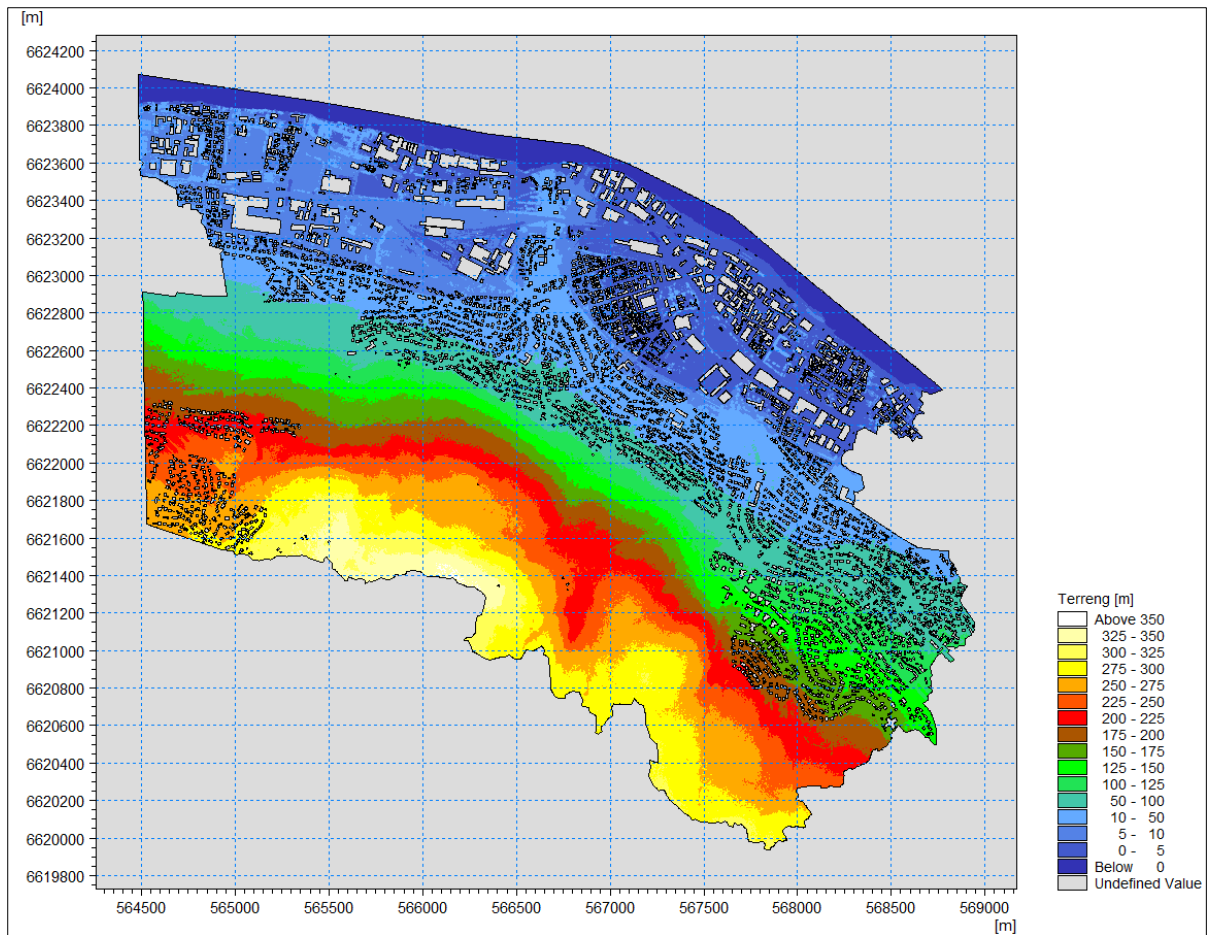 [m]
6624200
6624000
6623800
6623600
6623400
6623200
6623000
6622800
6622600
6622400
6622200
6622000
6621800
6621600
6621400
6621200
6621000
6620800
6620600
6620400
6620200
6620000
6619800
564500 565000 565500 566000 566500 567000 567500 568000 568500 569000
[m]
Terreng [m]
Above 350
325 - 350
300 - 325
275 - 300
250 - 275
225 - 250
200 - 225
175 - 200
150 - 175
125 - 150
100 - 125
50 - 100
10 - 50
5 - 10
0 - 5
Below 0
Undefined Value